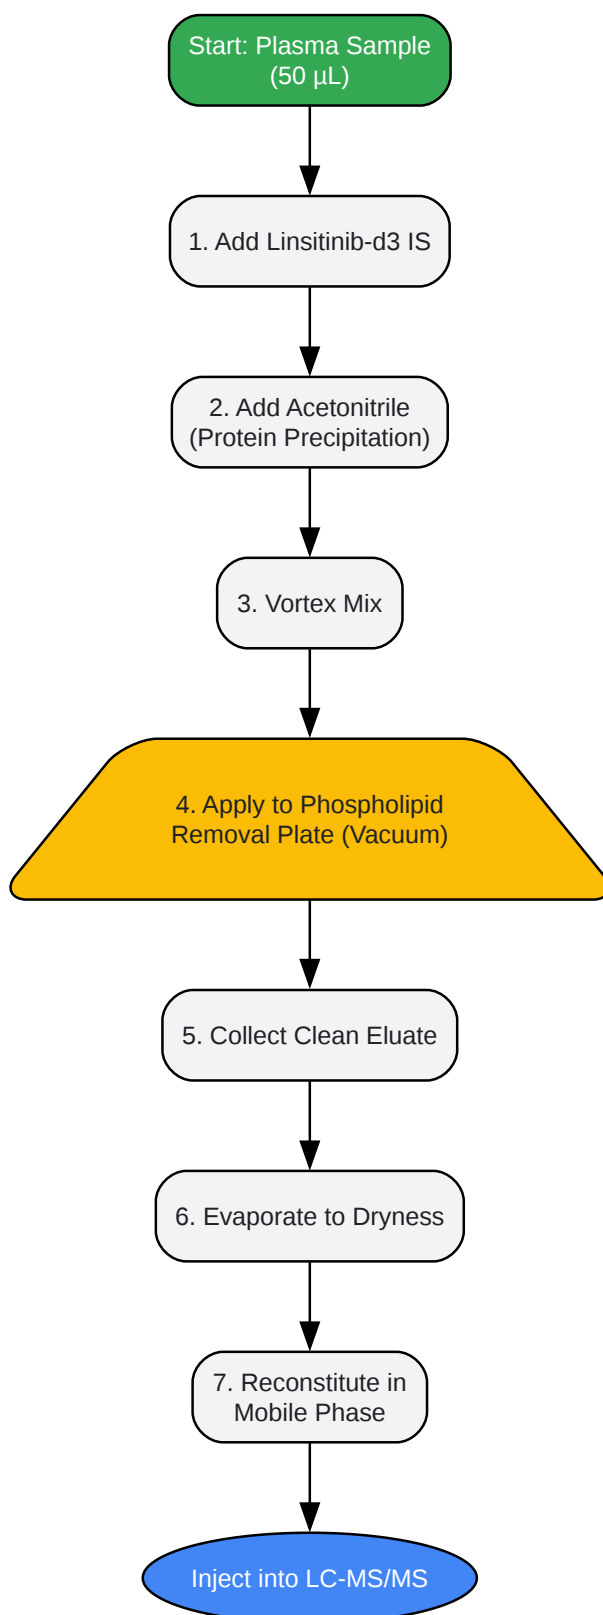 Start: Plasma Sample
(50 µL)
1. Add Linsitinib-d3 IS
2. Add Acetonitrile
(Protein Precipitation)
3. Vortex Mix
4. Apply to Phospholipid
Removal Plate (Vacuum)
5. Collect Clean Eluate
6. Evaporate to Dryness
7. Reconstitute in
Mobile Phase
Inject into LC-MS/MS